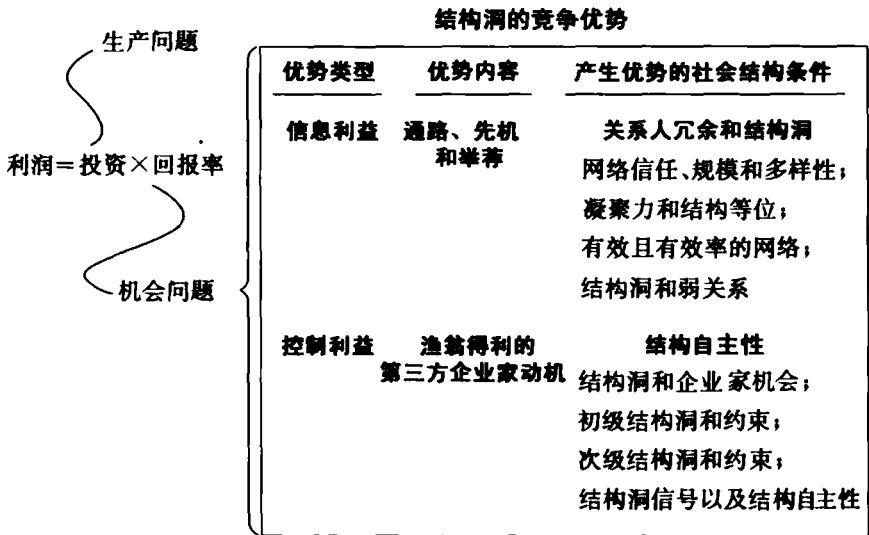 结构洞的竞争优势
生产问题
利润=投资×回报率
机会问题
优势类型 优势内容 产生优势的社会结构条件
信息利益 通路、先机 关系人冗余和结构洞
和举荐
网络信任、规模和多样性;
凝聚力和结构等位;
有效且有效率的网络;
结构洞和弱关系
控制利益 渔翁得利的 结构自主性
第三方企业家动机
结构洞和企业家机会;
初级结构洞和约束;
次级结构洞和约束;
结构洞信号以及结构自主性